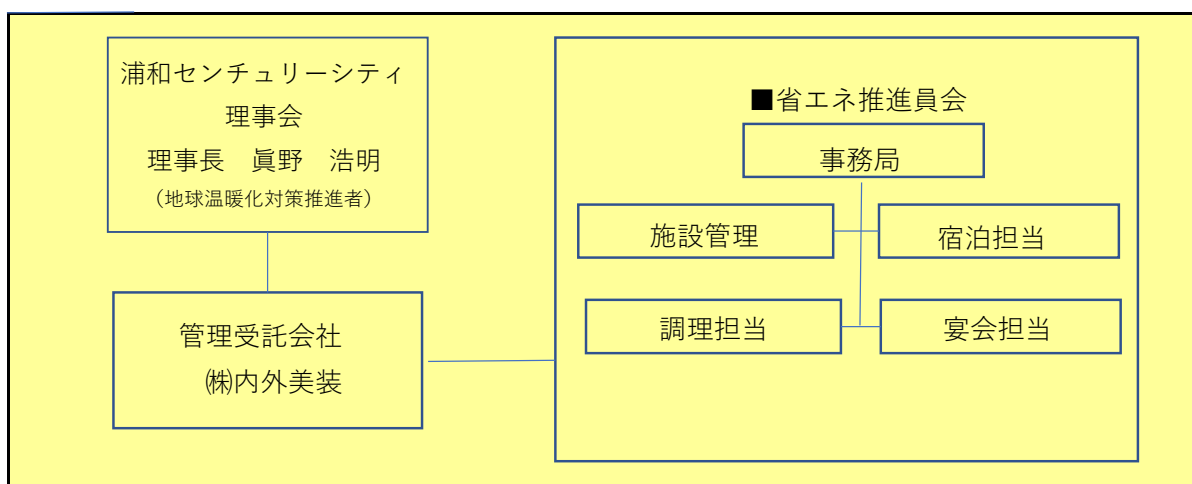 浦和センチュリーシティ
理事会
理事長　眞野　浩明
（地球温暖化対策推進者）
管理受託会社
㈱内外美装
■省エネ推進員会
事務局
施設管理
宿泊担当
調理担当
宴会担当